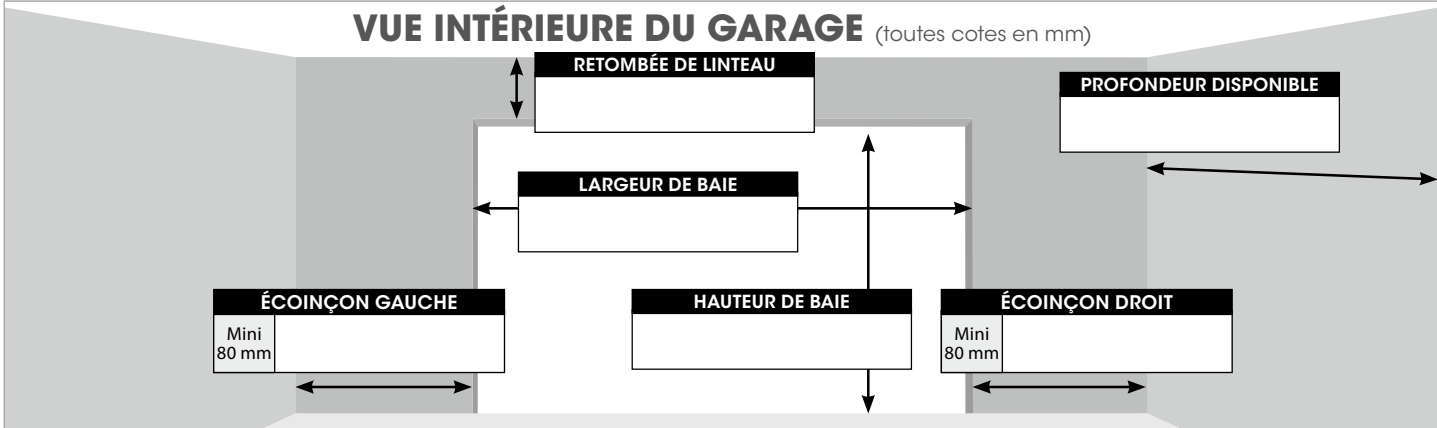 VUE INTÉRIEURE DU GARAGE (toutes cotes en mm)
RETOMBÉE DE LINTEAU
PROFONDEUR DISPONIBLE
LARGEUR DE BAIE
ÉCOINÇON GAUCHE
Mini
80 mm
HAUTEUR DE BAIE
ÉCOINÇON DROIT
Mini
80 mm